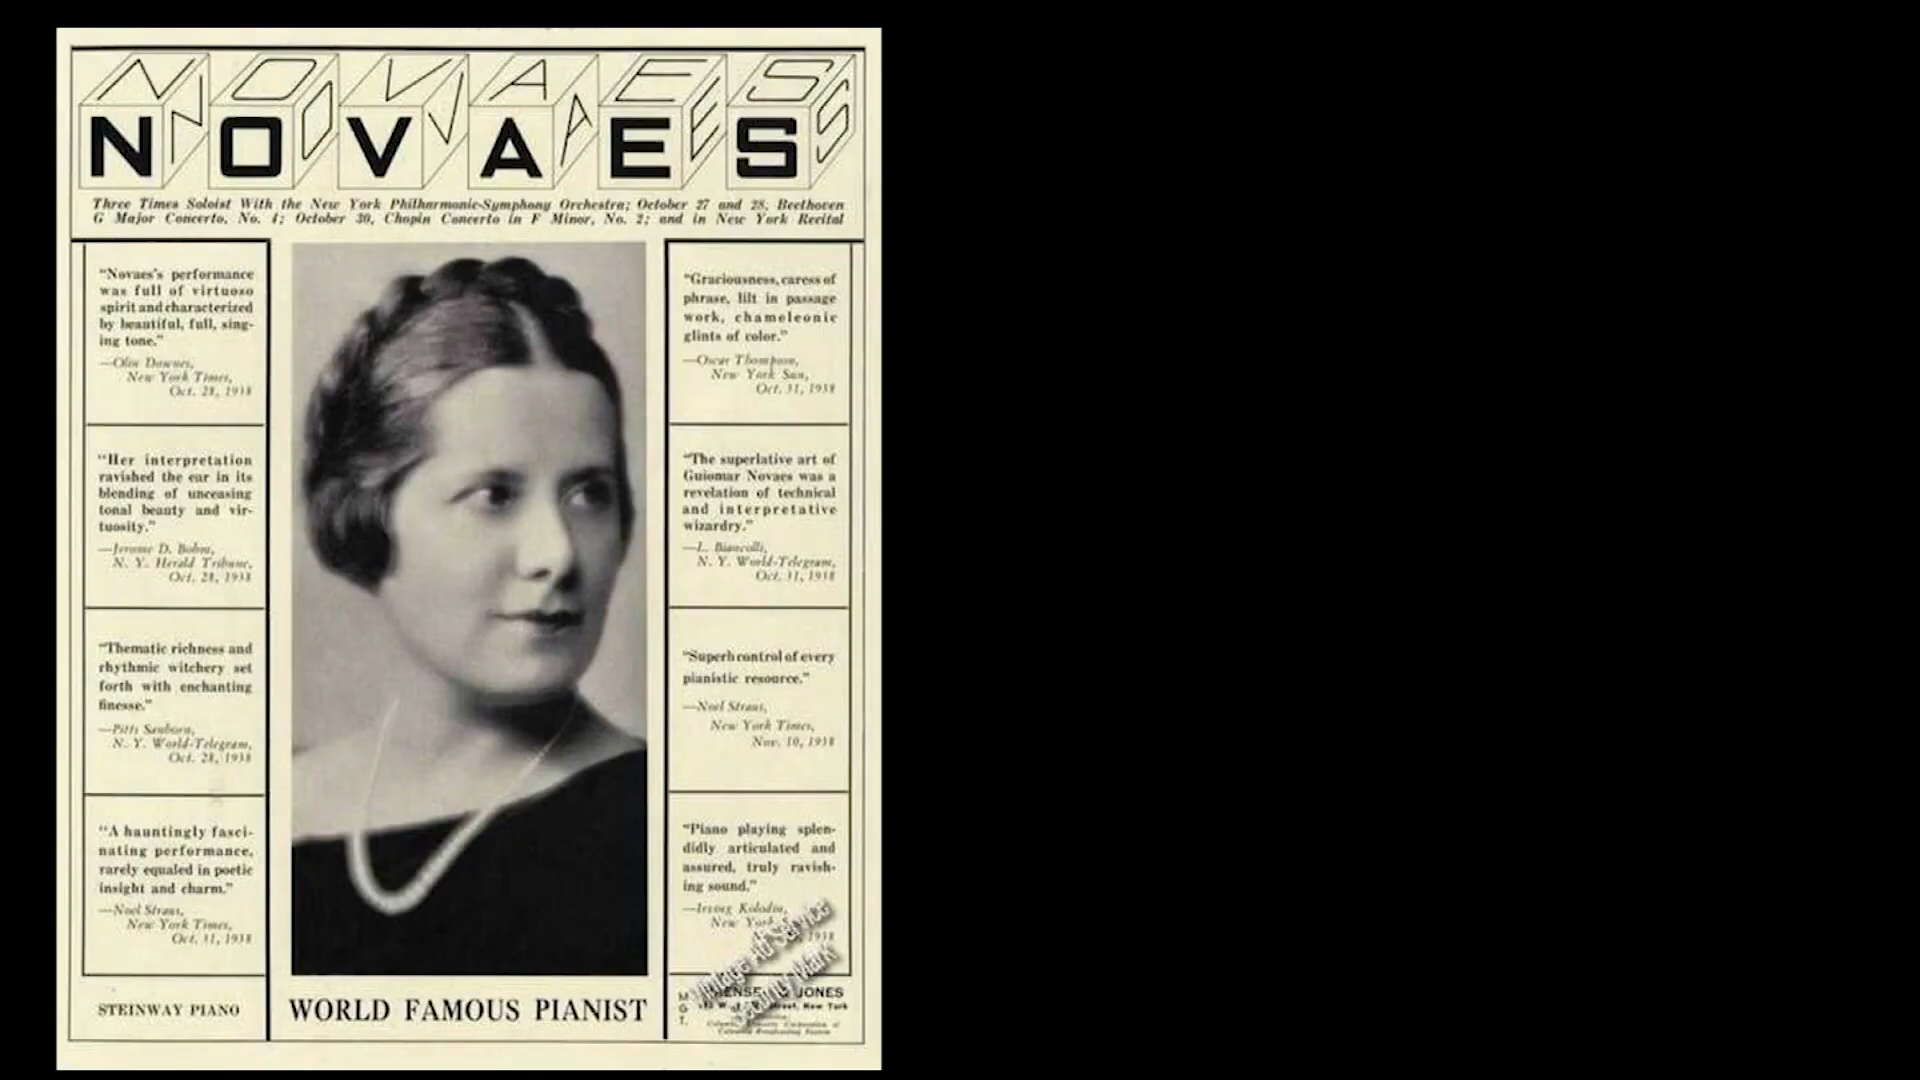 NOVAES
NOVAES
NOVAES
Three Times Soloist With the New York Philharmonic-Symphony Orchestra; October 27 and 28, Beethoven
G Major Concerto, No. 4; October 30, Chopin Concerto in F Minor, No. 2; and in New York Recital
“Novaes's performance
was full of virtuoso
spirit and characterized
by beautiful, full, sing-
ing tone.”
—Olin Downes,
New York Times,
Oct. 28, 1938
“Her interpretation
ravished the ear in its
blending of unceasing
tonal beauty and vir-
tuosity.”
—Jerome D. Bohm,
N. Y. Herald Tribune,
Oct. 28, 1938
“Thematic richness and
rhythmic witchery set
forth with enchanting
finesse.”
—Pitts Sanborn,
N. Y. World-Telegram,
Oct. 28, 1938
“A hauntingly fasci-
nating performance,
rarely equaled in poetic
insight and charm.”
—Noel Straus,
New York Times,
Oct. 31, 1938
STEINWAY PIANO
WORLD FAMOUS PIANIST
“Graciousness, caress of
phrase, lilt in passage
work, chameleonic
glints of color.”
—Oscar Thompson,
New York Sun,
Oct. 31, 1938
“The superlative art of
Guiomar Novaes was a
revelation of technical
and interpretative
wizardry.”
—L. Biancolli,
N. Y. World-Telegram,
Oct. 31, 1938
“Superb control of every
pianistic resource.”
—Noel Straus,
New York Times,
Nov. 10, 1938
“Piano playing splen-
didly articulated and
assured, truly ravish-
ing sound.”
—Irving Kolodin,
New York
1938
MGT.
JONES
New York
Vintage Ad Service
Mark